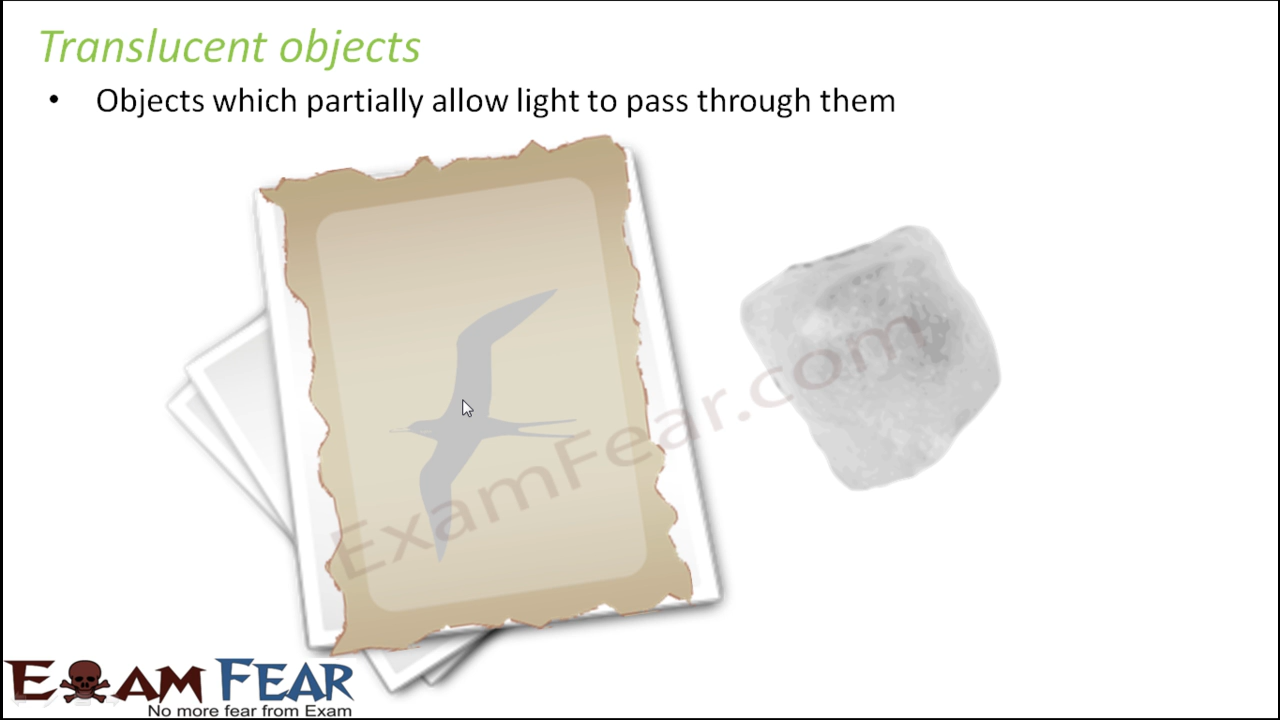 Translucent objects
• Objects which partially allow light to pass through them
ExamFear.com
EXAM FEAR
No more fear from Exam